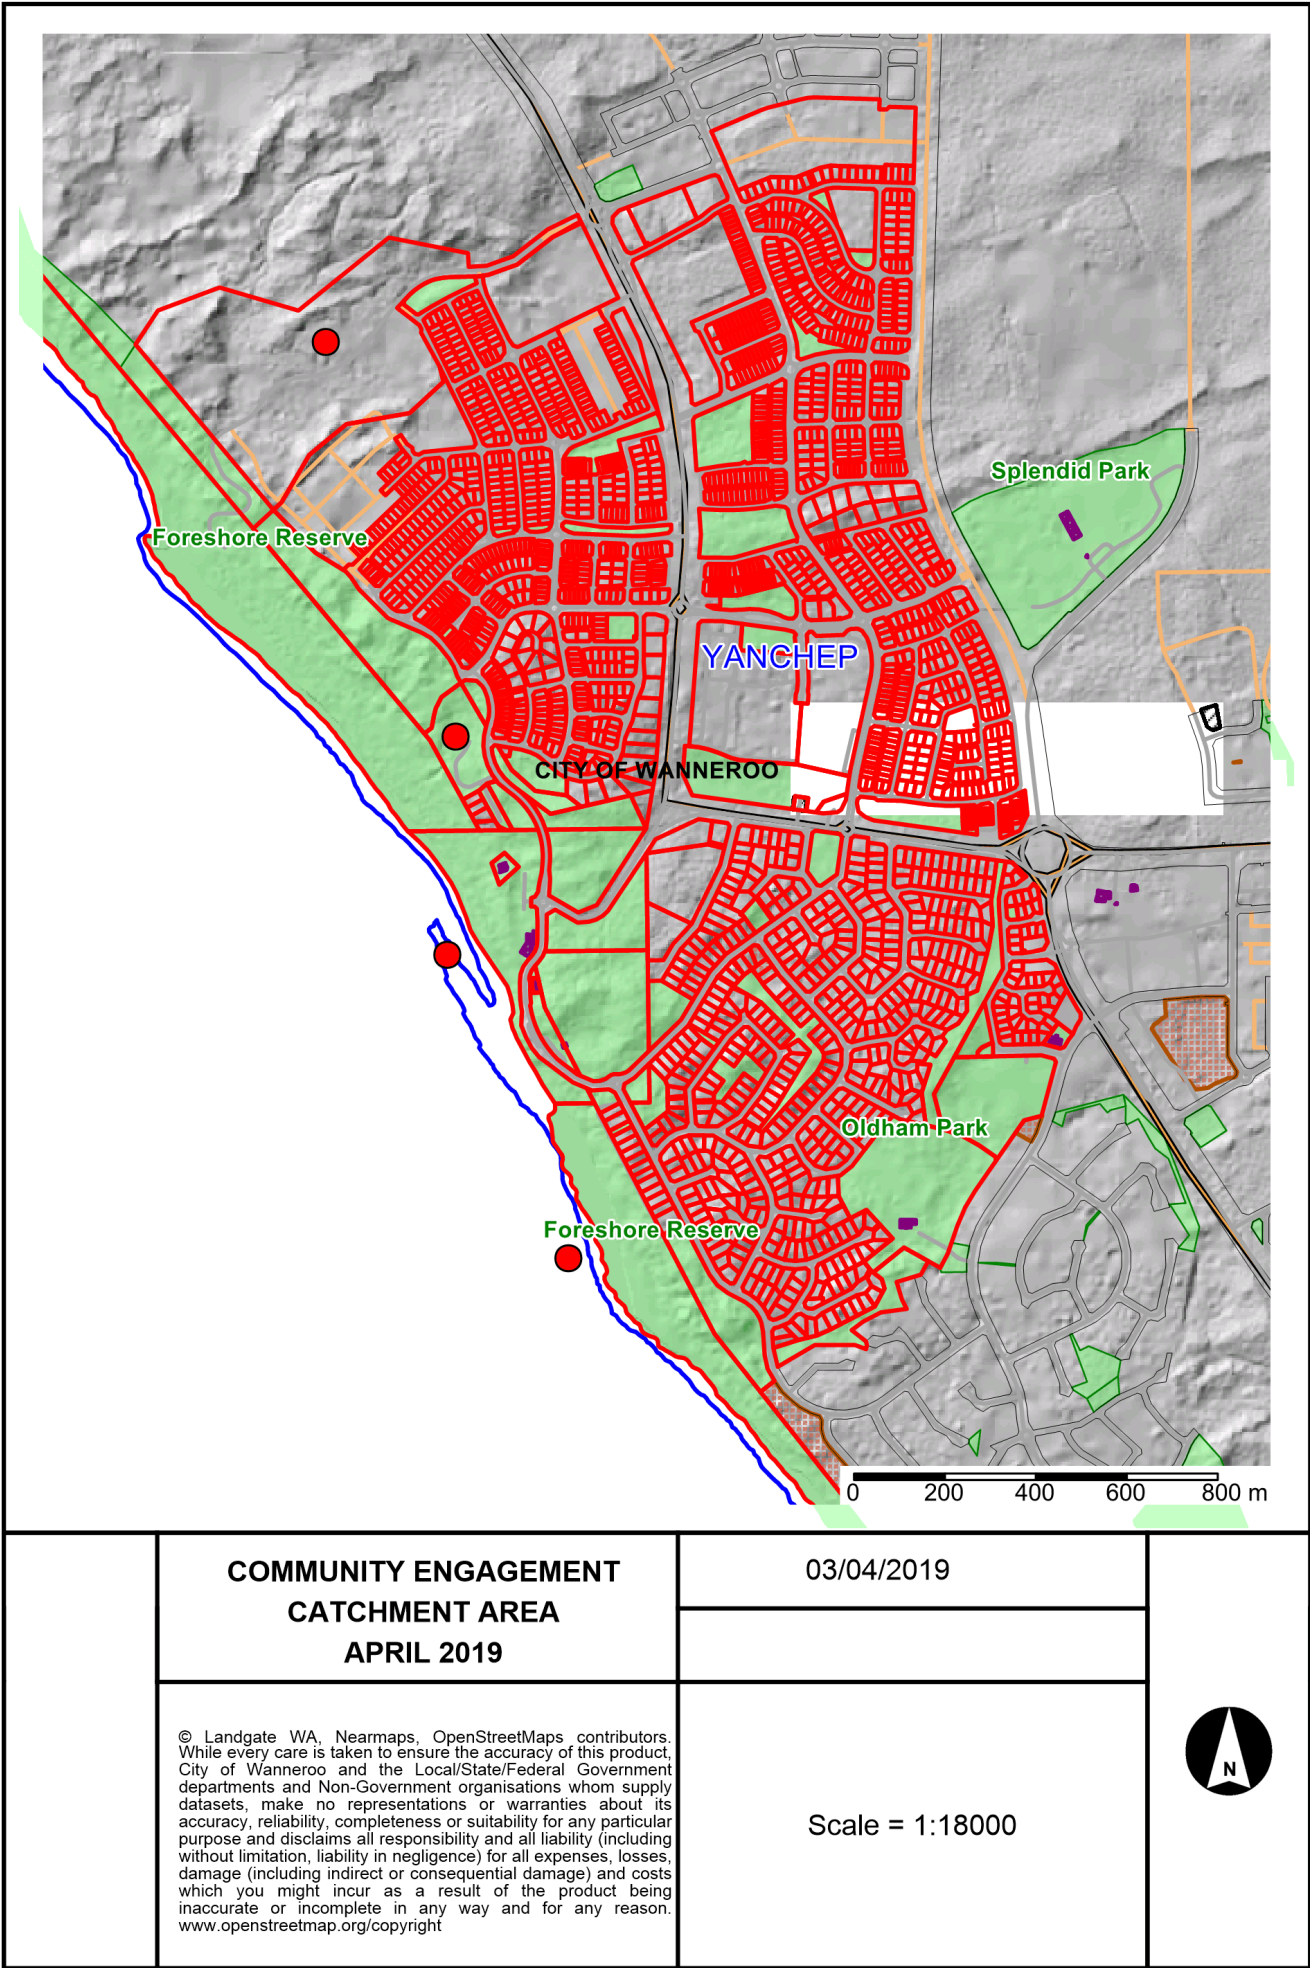 Splendid Park
Foreshore Reserve
YANCHEP
CITY OF WANNEROO
Oldham Park
Foreshore Reserve
0 200 400 600 800 m
COMMUNITY ENGAGEMENT
CATCHMENT AREA
APRIL 2019
03/04/2019
© Landgate WA, Nearmaps, OpenStreetMaps contributors.
While every care is taken to ensure the accuracy of this product,
City of Wanneroo and the Local/State/Federal Government
departments and Non-Government organisations whom supply
datasets, make no representations or warranties about its
accuracy, reliability, completeness or suitability for any particular
purpose and disclaims all responsibility and all liability (including
without limitation, liability in negligence) for all expenses, losses,
damage (including indirect or consequential damage) and costs
which you might incur as a result of the product being
inaccurate or incomplete in any way and for any reason.
www.openstreetmap.org/copyright
Scale = 1:18000
N